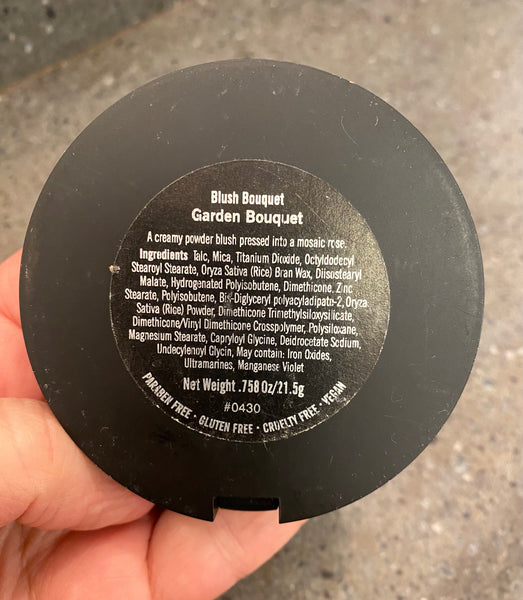 Blush Bouquet
Garden Bouquet
A creamy powder blush pressed into a mosaic rose.
Ingredients Talc, Mica, Titanium Dioxide, Octyldodecyl
Stearoyl Stearate, Oryza Sativa (Rice) Bran Wax, Diisostearyl
Malate, Hydrogenated Polyisobutene, Dimethicone, Zinc
Stearate, Polyisobutene, Bis-Diglyceryl polyacyladipatu-2, Oryza
Sativa (Rice) Powder, Dimethicone Trimethylsiloxysilicate,
Dimethicone/Vinyl Dimethicone Crosspolymer, Polysiloxane,
Magnesium Stearate, Capryloyl Glycine, Deidrocetate Sodium,
Undecylenoyl Glycin, May contain: Iron Oxides,
Ultramarines, Manganese Violet
Net Weight .758 Oz/21.5g
#0430
PARABEN FREE • GLUTEN FREE • CRUELTY FREE • VEGAN